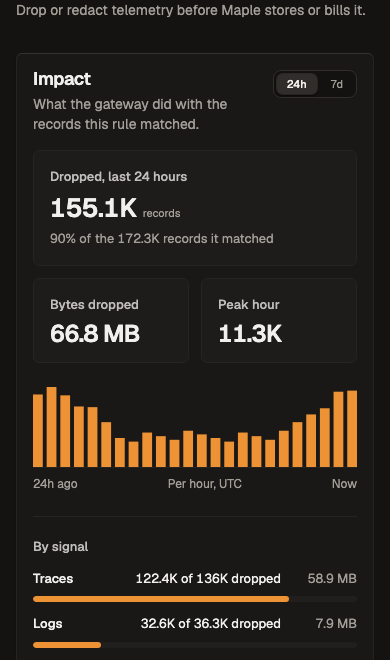 Drop or redact telemetry before Maple stores or bills it.
Impact
24h 7d
What the gateway did with the
records this rule matched.
Dropped, last 24 hours
155.1K records
90% of the 172.3K records it matched
Bytes dropped
66.8 MB
Peak hour
11.3K
24h ago Per hour, UTC Now
By signal
Traces 122.4K of 136K dropped 58.9 MB
Logs 32.6K of 36.3K dropped 7.9 MB